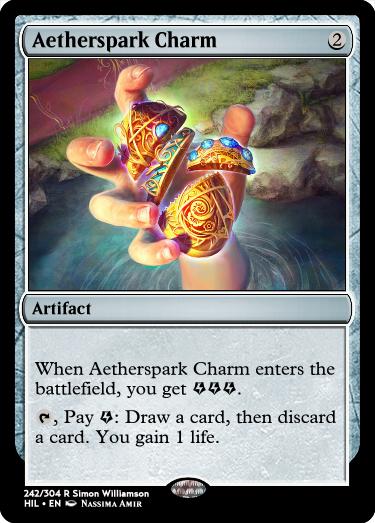 Aetherspark Charm 2
Artifact
When Aetherspark Charm enters the
battlefield, you get
, Pay : Draw a card, then discard
a card. You gain 1 life.
242/304 R Simon Williamson
HIL • EN Nassima Amir